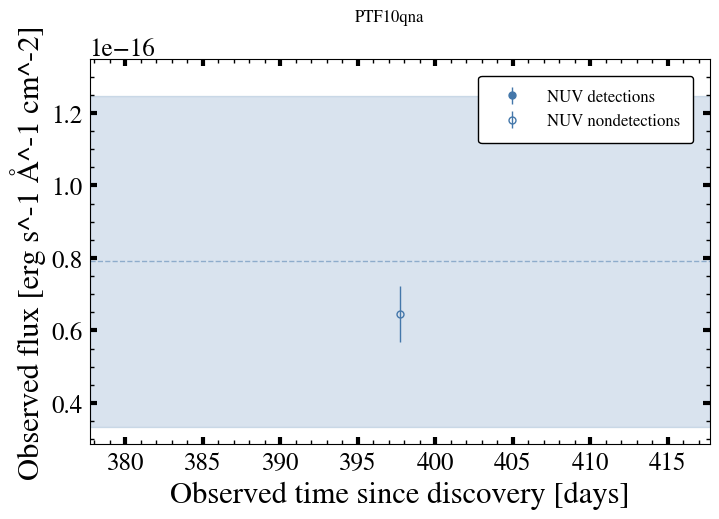 PTF10qna
1e−16
Observed flux [erg s^-1 Å^-1 cm^-2]
1.2
1.0
0.8
0.6
0.4
NUV detections
NUV nondetections
380 385 390 395 400 405 410 415
Observed time since discovery [days]